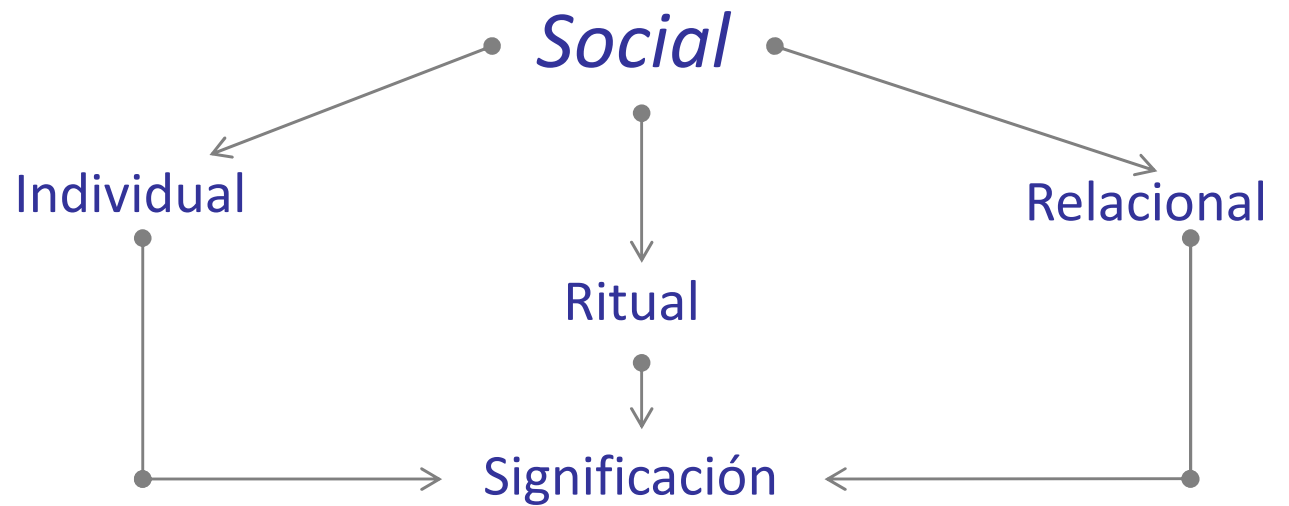 Social
Individual
Relacional
Ritual
Significación